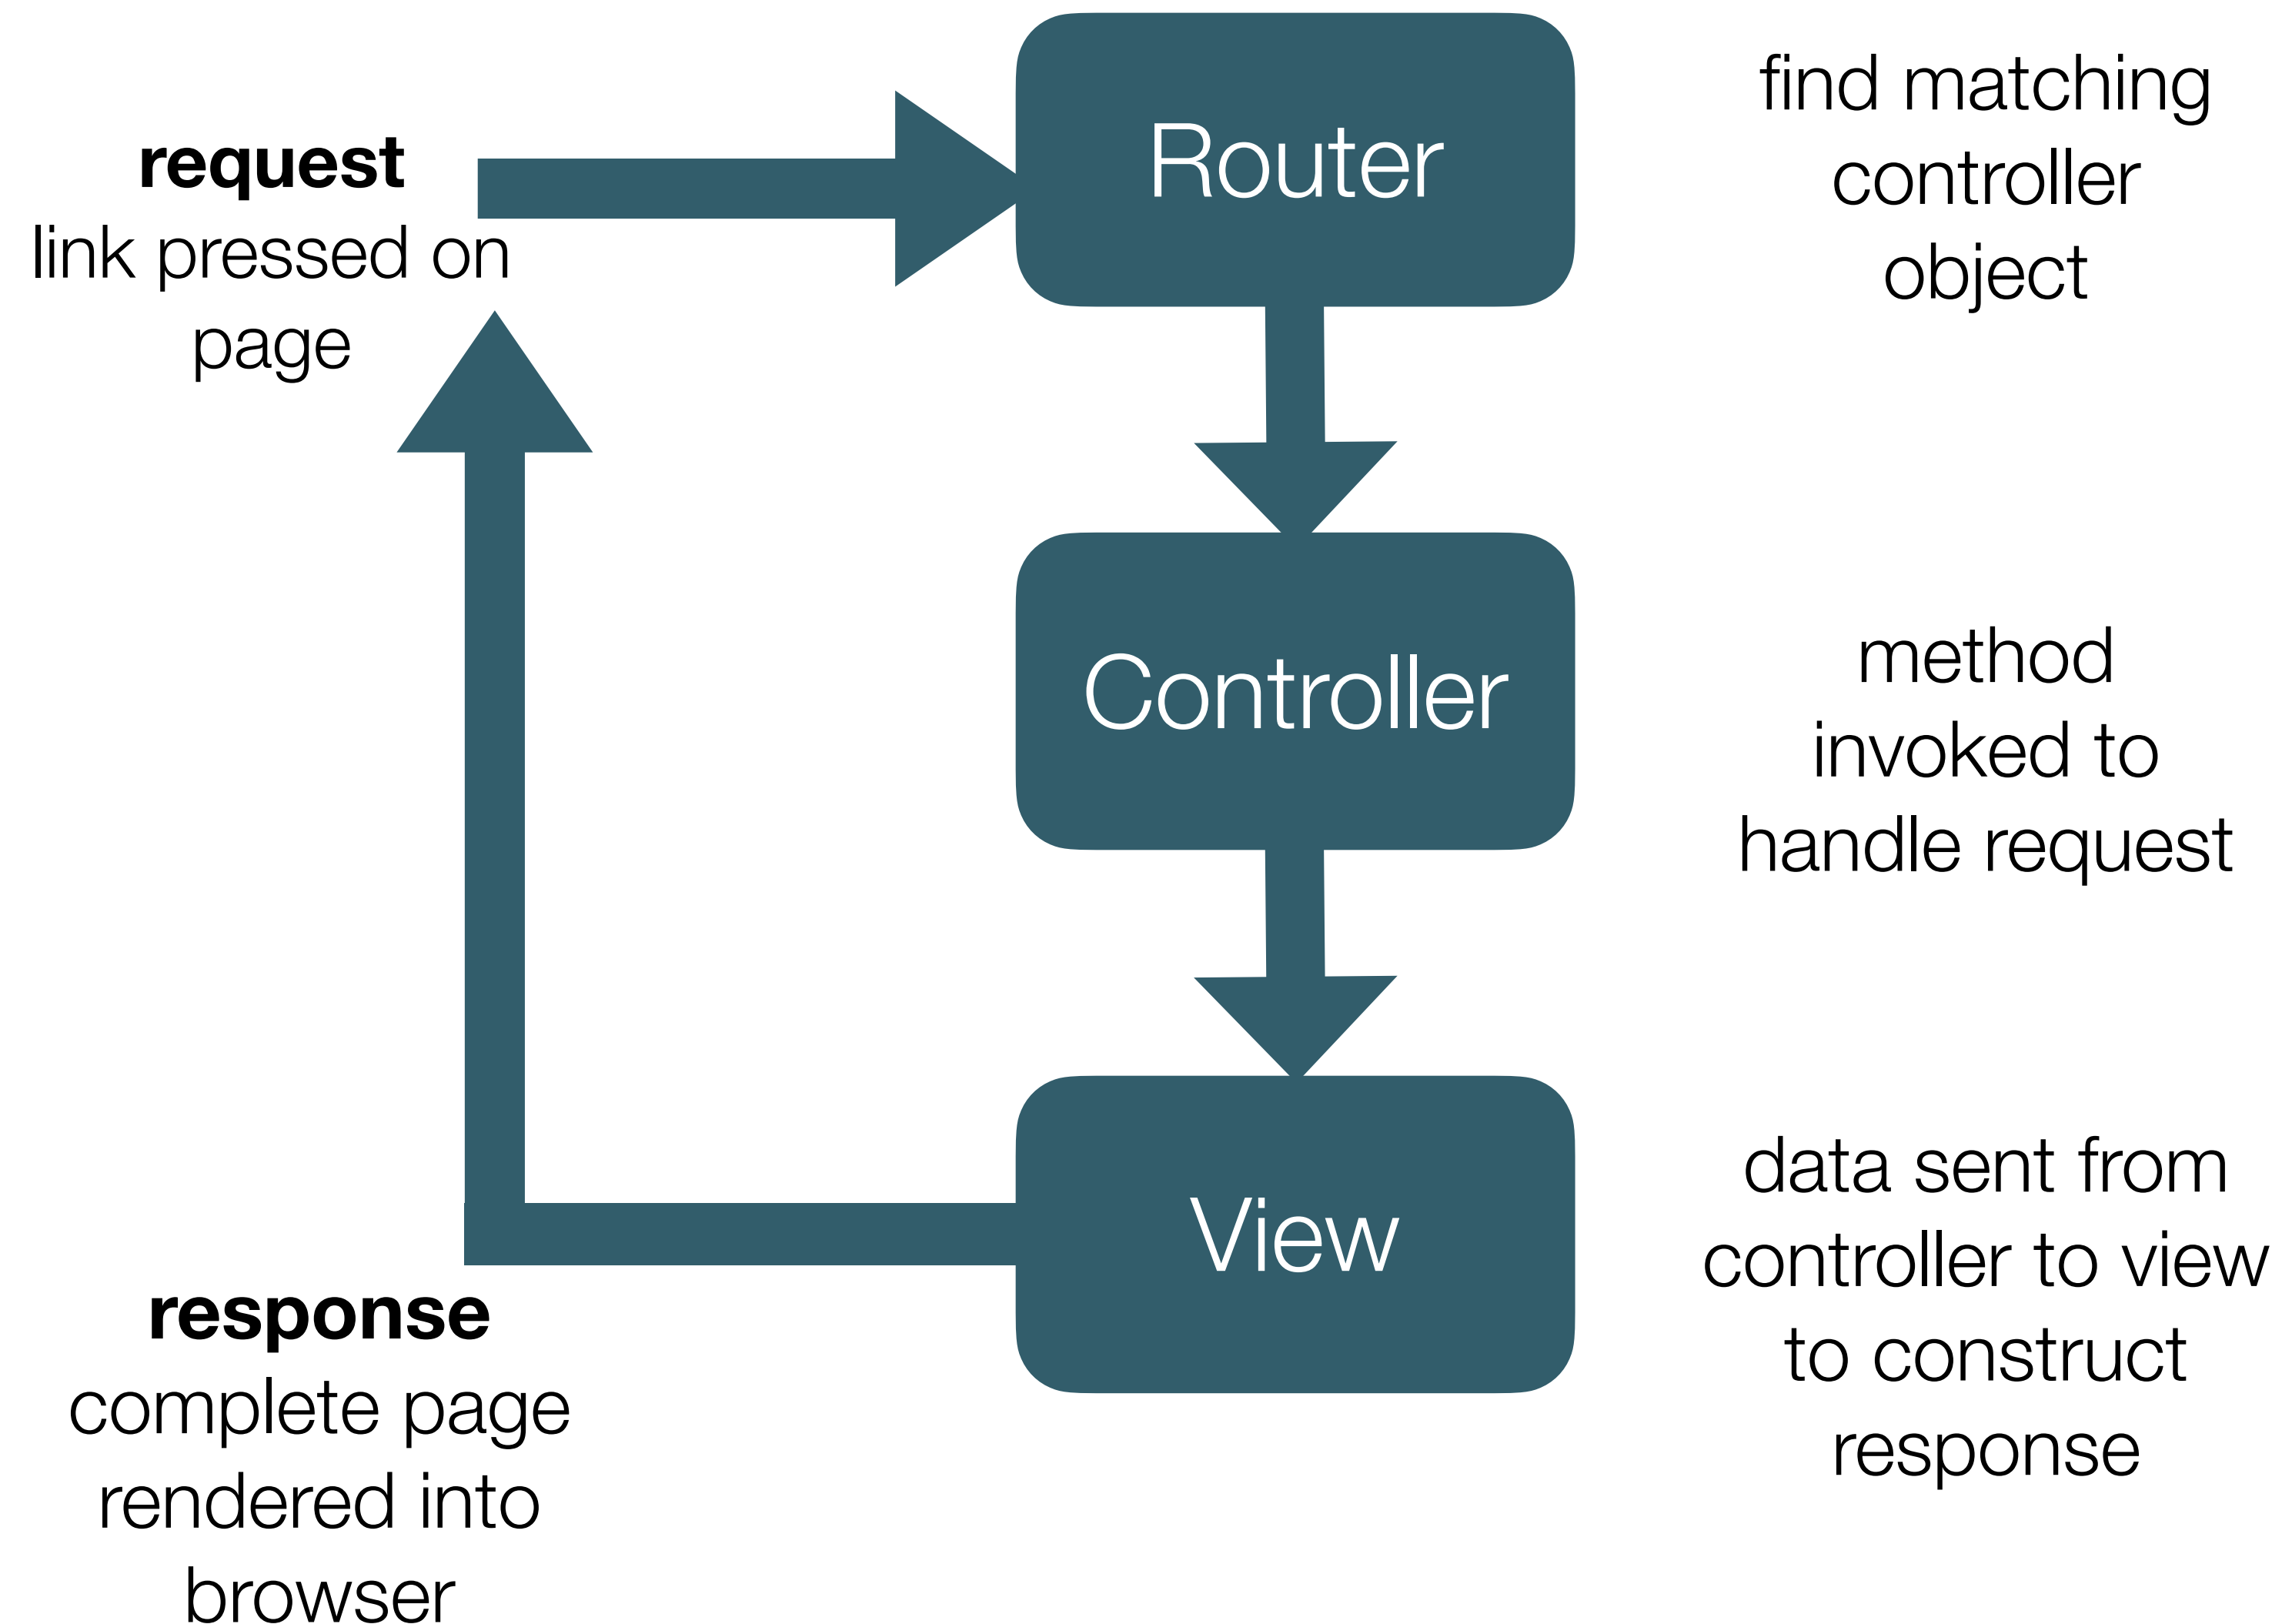 request
link pressed on
page
Router
find matching
controller
object
Controller
method
invoked to
handle request
View
data sent from
controller to view
to construct
response
response
complete page
rendered into
browser